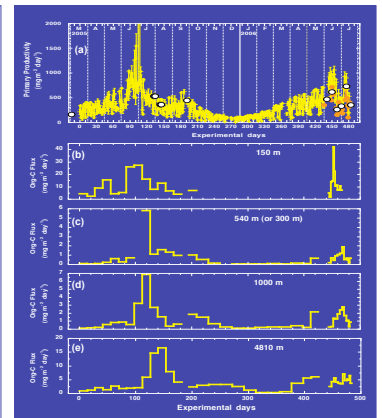 M A M J J A S O N D J F M A M J J
2005 2006
2000
1500
1000
500
0
(a)
Primary Productivity
(mg m⁻² day⁻¹)
0 30 60 90 120 150 180 210 240 270 300 330 360 390 420 450 480
Experimental days
(b) 150 m
40
30
20
10
0
Org-C Flux
(mg m⁻² day⁻¹)
(c) 540 m (or 300 m)
6
5
4
3
2
1
0
Org-C Flux
(mg m⁻² day⁻¹)
(d) 1000 m
7
6
5
4
3
2
1
0
Org-C Flux
(mg m⁻² day⁻¹)
(e) 4810 m
20
15
10
5
0
Org-C Flux
(mg m⁻² day⁻¹)
0 100 200 300 400 500
Experimental days